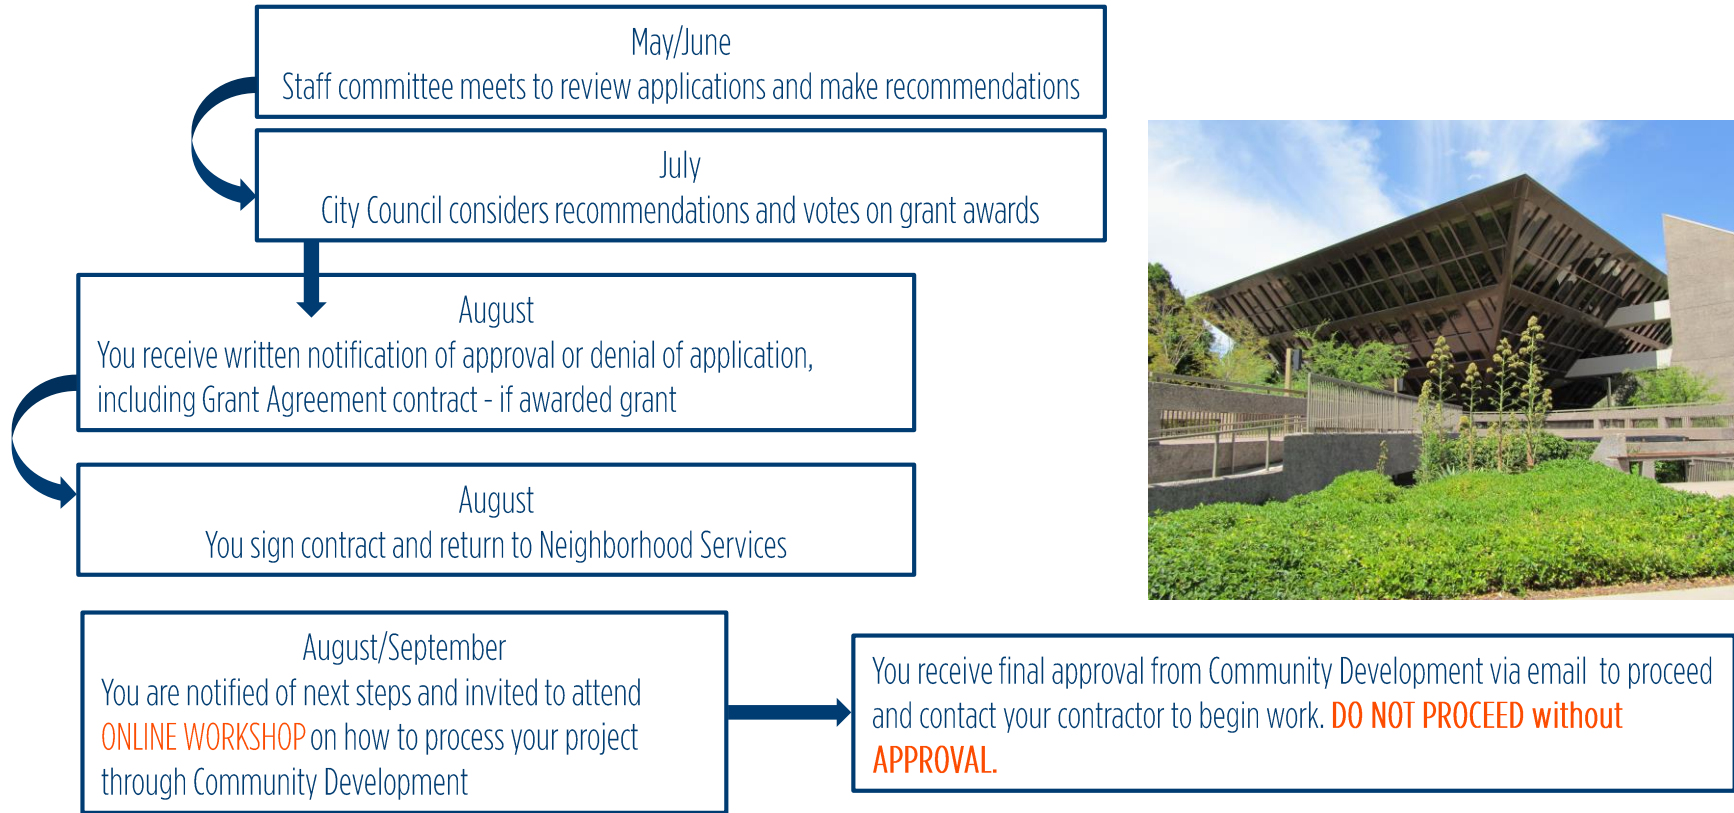 May/June
Staff committee meets to review applications and make recommendations
July
City Council considers recommendations and votes on grant awards
August
You receive written notification of approval or denial of application,
including Grant Agreement contract - if awarded grant
August
You sign contract and return to Neighborhood Services
August/September
You are notified of next steps and invited to attend
ONLINE WORKSHOP on how to process your project
through Community Development
You receive final approval from Community Development via email to proceed
and contact your contractor to begin work. DO NOT PROCEED without
APPROVAL.